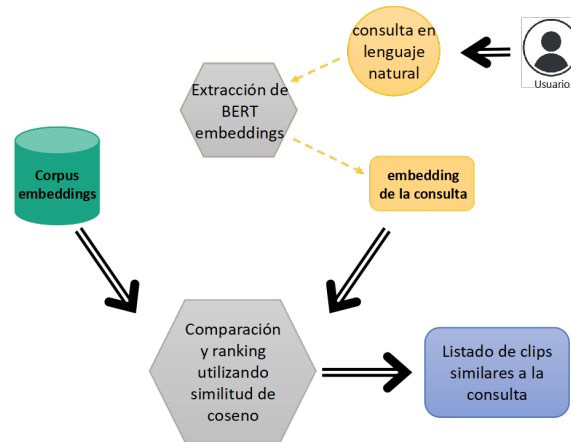 consulta en
lenguaje
natural
Usuario
Extracción de
BERT
embeddings
Corpus
embeddings
embedding
de la consulta
Comparación
y ranking
utilizando
similitud de
coseno
Listado de clips
similares a la
consulta